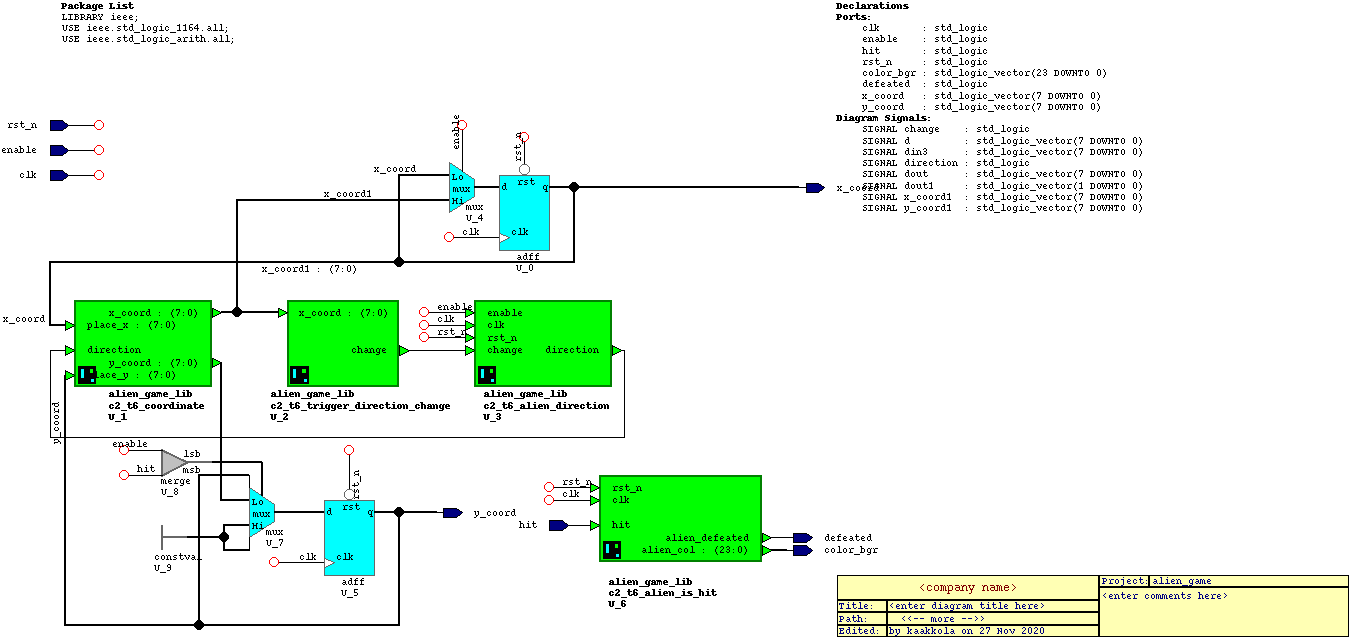 Package List
LIBRARY ieee;
USE ieee.std_logic_1164.all;
USE ieee.std_logic_arith.all;
Declarations
Ports:
clk : std_logic
enable : std_logic
hit : std_logic
rst_n : std_logic
color_bgr : std_logic_vector(23 DOWNTO 0)
defeated : std_logic
x_coord : std_logic_vector(7 DOWNTO 0)
y_coord : std_logic_vector(7 DOWNTO 0)
Diagram Signals:
SIGNAL change : std_logic
SIGNAL d : std_logic_vector(7 DOWNTO 0)
SIGNAL din3 : std_logic_vector(7 DOWNTO 0)
SIGNAL direction : std_logic
SIGNAL dout : std_logic_vector(7 DOWNTO 0)
SIGNAL dout1 : std_logic_vector(1 DOWNTO 0)
SIGNAL x_coord1 : std_logic_vector(7 DOWNTO 0)
SIGNAL y_coord1 : std_logic_vector(7 DOWNTO 0)
rst_n
enable
clk
enable
rst_n
x_coord
x_coord1
Lo
mux
Hi
mux
U_4
d
rst
q
clk
clk
adff
U_0
x_coord
x_coord1 : (7:0)
x_coord
x_coord : (7:0)
place_x : (7:0)
direction
y_coord : (7:0)
place_y : (7:0)
alien_game_lib
c2_t6_coordinate
U_1
x_coord : (7:0)
change
alien_game_lib
c2_t6_trigger_direction_change
U_2
enable
clk
rst_n
enable
clk
rst_n
change
direction
alien_game_lib
c2_t6_alien_direction
U_3
y_coord
enable
hit
lsb
msb
merge
U_8
Lo
mux
Hi
mux
U_7
constval
U_9
rst_n
d
rst
q
clk
clk
adff
U_5
y_coord
rst_n
clk
hit
rst_n
clk
hit
alien_defeated
alien_col : (23:0)
defeated
color_bgr
alien_game_lib
c2_t6_alien_is_hit
U_6
<company name>
Project: alien_game
<enter comments here>
Title: <enter diagram title here>
Path: <<-- more -->>
Edited: by kaakkola on 27 Nov 2020